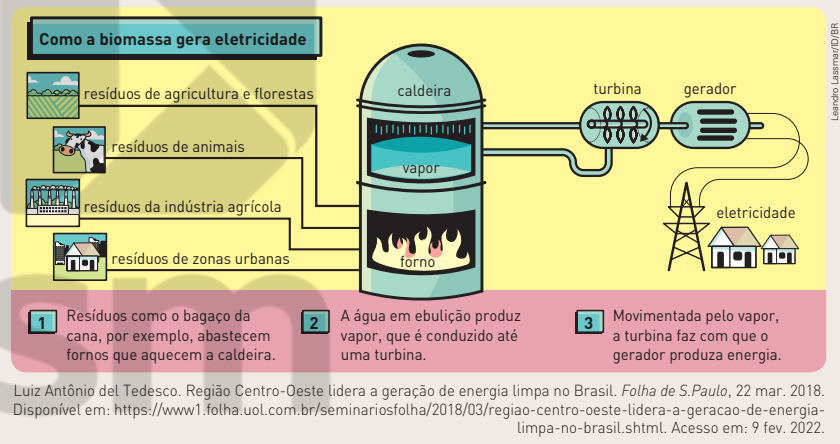 Como a biomassa gera eletricidade
resíduos de agricultura e florestas
resíduos de animais
resíduos da indústria agrícola
resíduos de zonas urbanas
caldeira
vapor
forno
turbina
gerador
eletricidade
Leandro Lassmar/ID/BR
1
Resíduos como o bagaço da
cana, por exemplo, abastecem
fornos que aquecem a caldeira.
2
A água em ebulição produz
vapor, que é conduzido até
uma turbina.
3
Movimentada pelo vapor,
a turbina faz com que o
gerador produza energia.
Luiz Antônio del Tedesco. Região Centro-Oeste lidera a geração de energia limpa no Brasil. Folha de S.Paulo, 22 mar. 2018.
Disponível em: https://www1.folha.uol.com.br/seminariosfolha/2018/03/regiao-centro-oeste-lidera-a-geracao-de-energia-
limpa-no-brasil.shtml. Acesso em: 9 fev. 2022.
sm